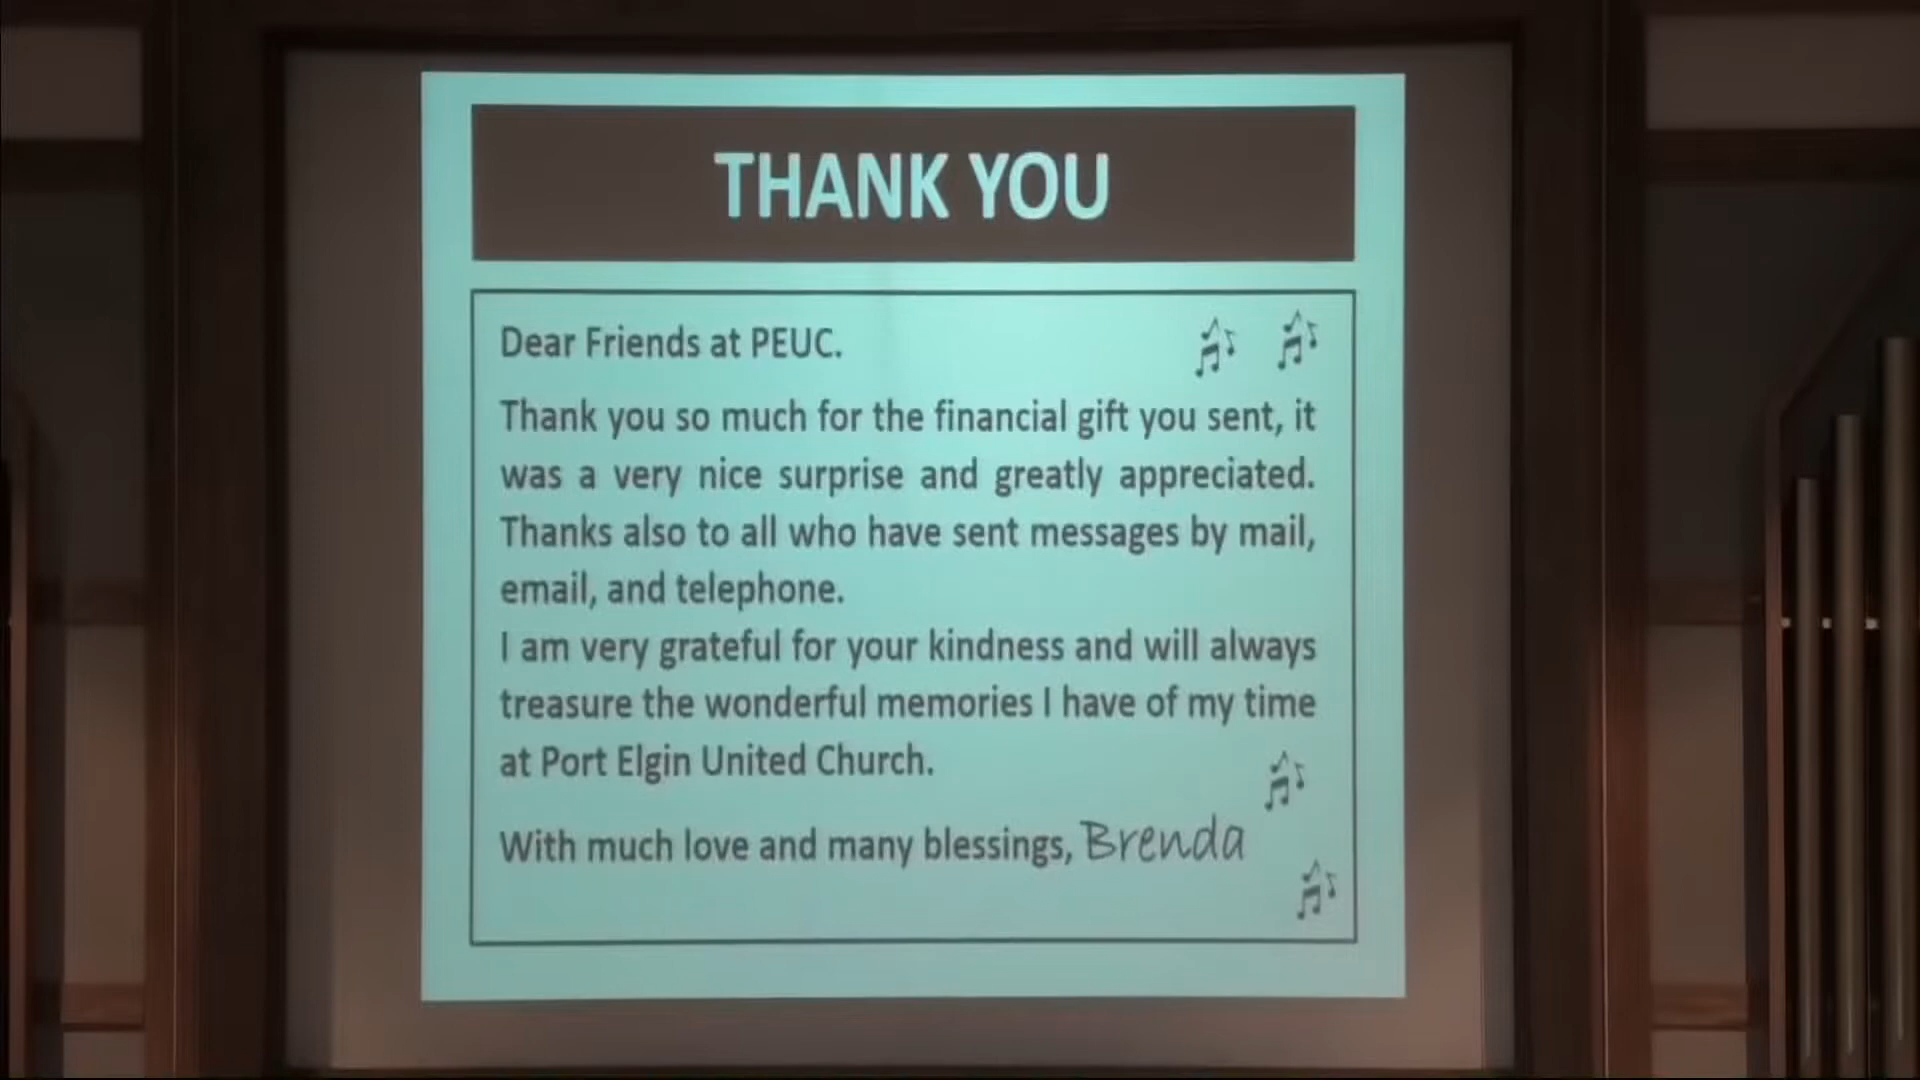 THANK YOU
Dear Friends at PEUC.
Thank you so much for the financial gift you sent, it
was a very nice surprise and greatly appreciated.
Thanks also to all who have sent messages by mail,
email, and telephone.
I am very grateful for your kindness and will always
treasure the wonderful memories I have of my time
at Port Elgin United Church.
With much love and many blessings, Brenda